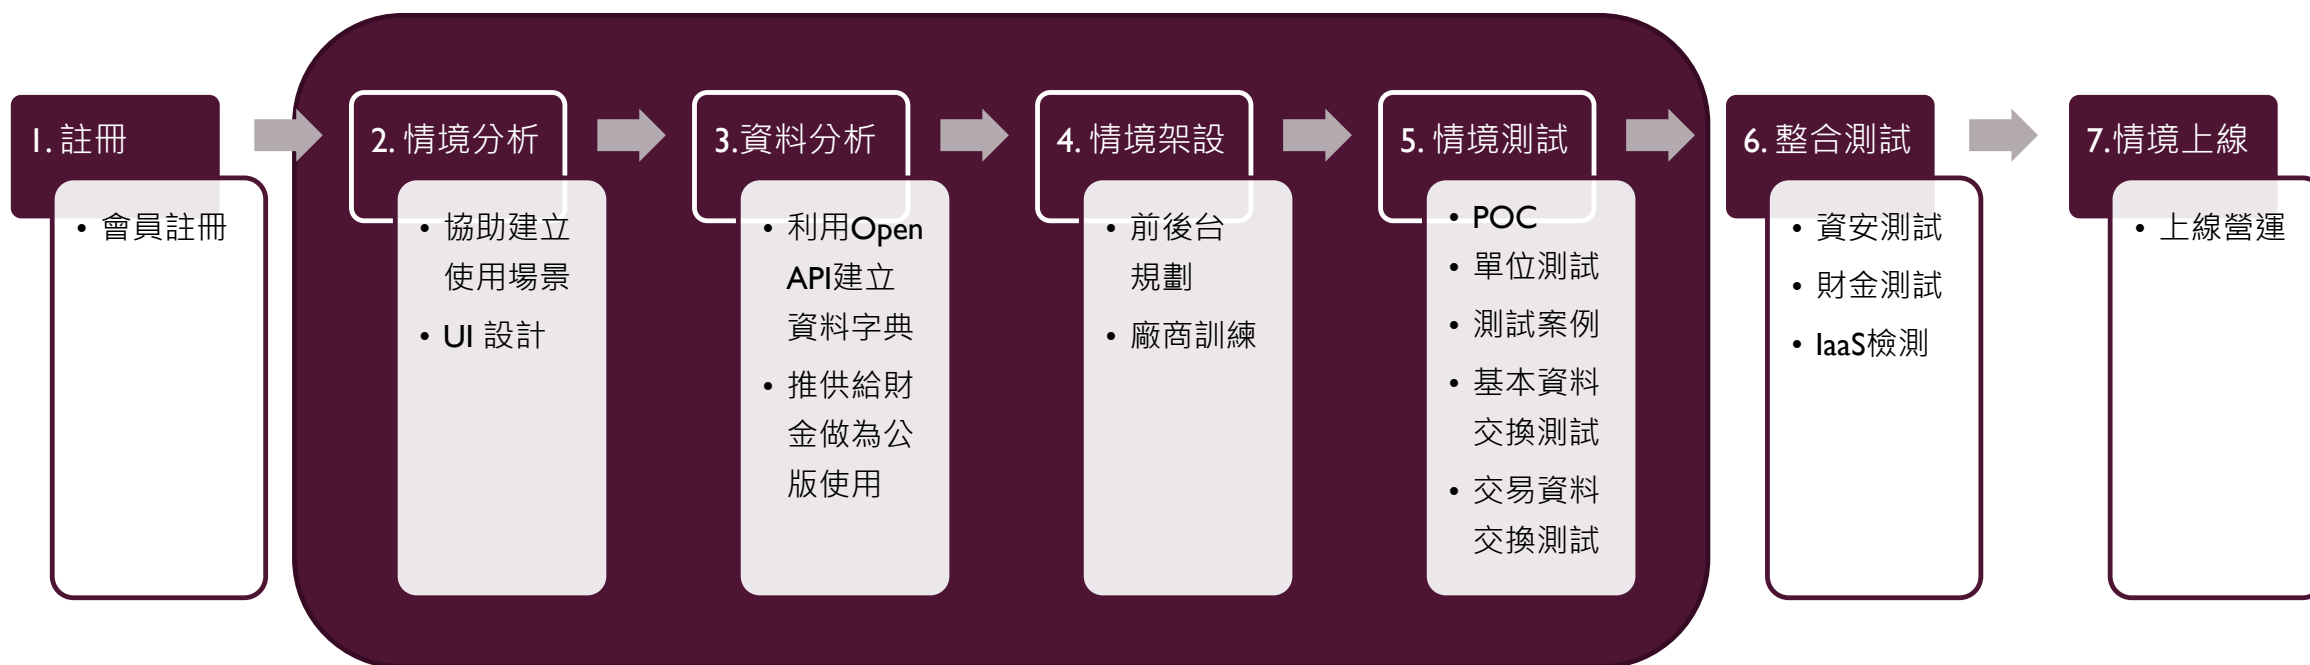 1. 註冊
• 會員註冊
2. 情境分析
• 協助建立
使用場景
• UI 設計
3.資料分析
• 利用Open
API建立
資料字典
• 推供給財
金做為公
版使用
4. 情境架設
• 前後台
規劃
• 廠商訓練
5. 情境測試
• POC
• 單位測試
• 測試案例
• 基本資料
交換測試
• 交易資料
交換測試
6. 整合測試
• 資安測試
• 財金測試
• IaaS檢測
7.情境上線
• 上線營運